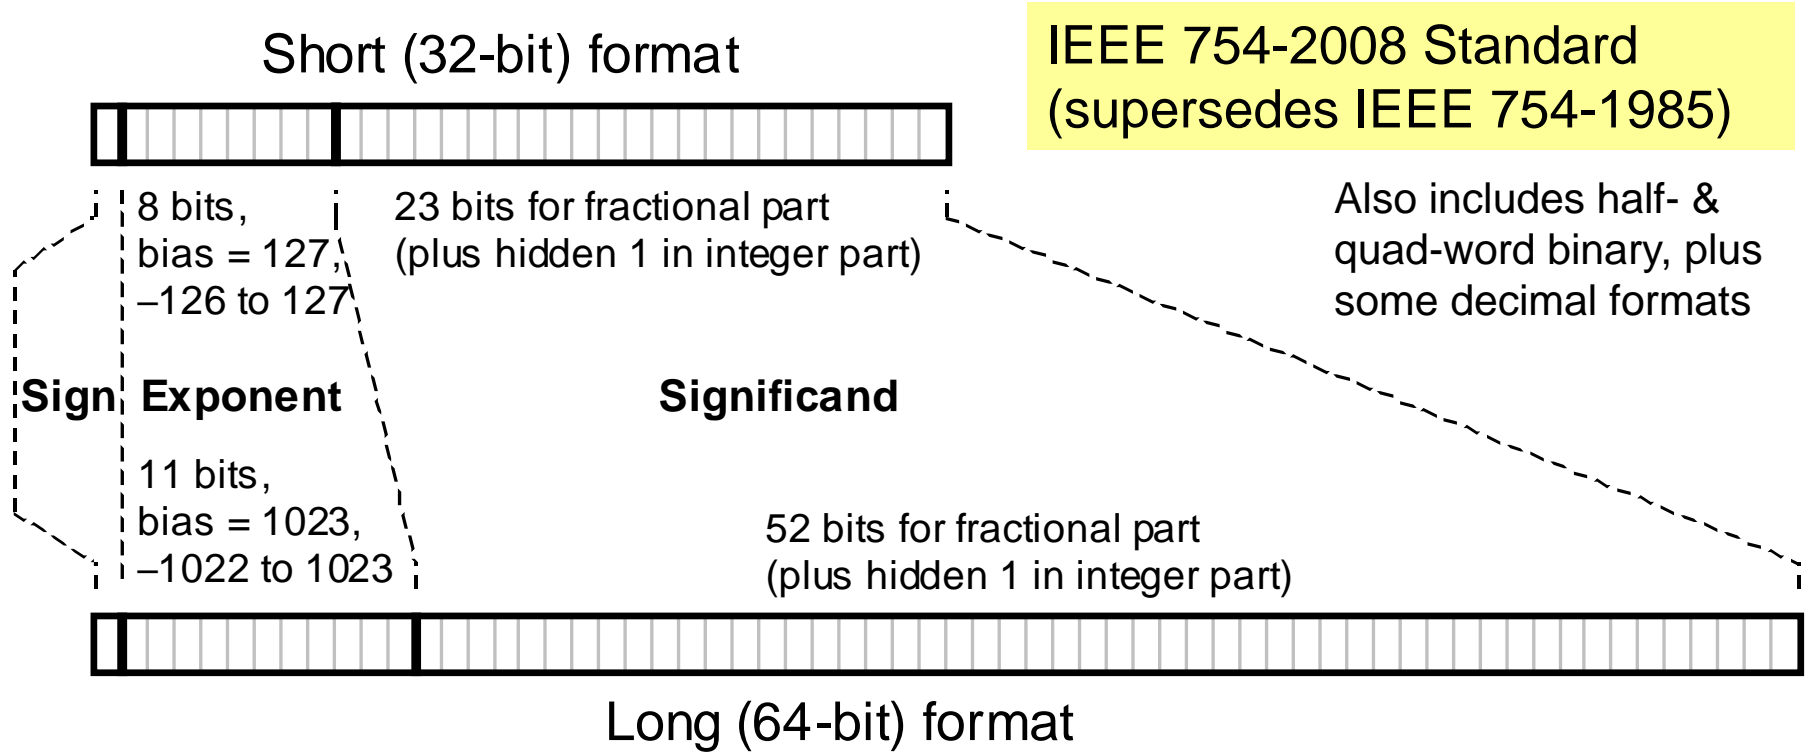 Short (32-bit) format
IEEE 754-2008 Standard
(supersedes IEEE 754-1985)
8 bits,
bias = 127,
–126 to 127
23 bits for fractional part
(plus hidden 1 in integer part)
Also includes half- &
quad-word binary, plus
some decimal formats
Sign Exponent Significand
11 bits,
bias = 1023,
–1022 to 1023
52 bits for fractional part
(plus hidden 1 in integer part)
Long (64-bit) format